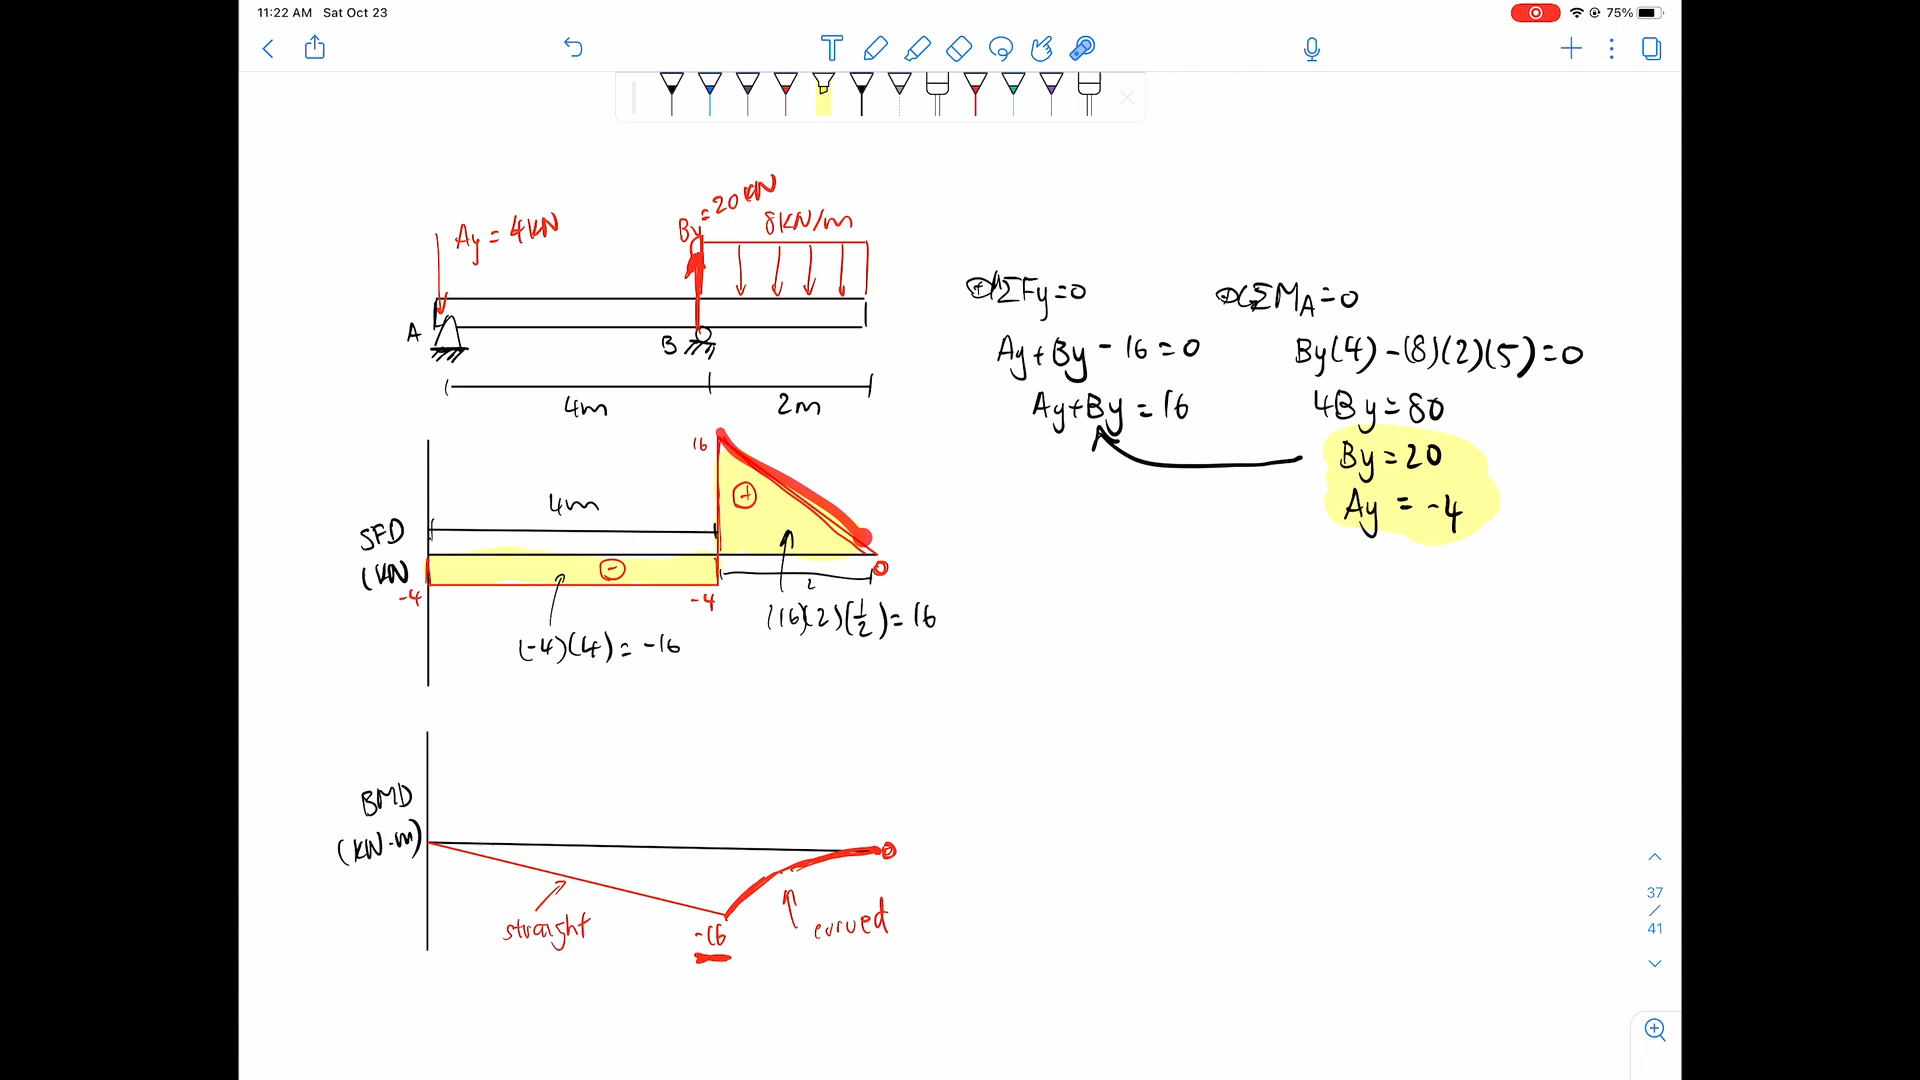 11:22 AM Sat Oct 23
75%
T
Ay = 4KN
By = 20KN
8KN/m
A
B
4m
2m
ΣFy=0
Ay+By - 16 = 0
Ay+By = 16
ΣMA=0
By(4) - (8)(2)(5) = 0
4By = 80
By = 20
Ay = -4
SFD
(KN
16
4m
+
-
-4
-4
2
0
(-4)(4) = -16
(16)(2)(1/2) = 16
BMD
(KN-m)
0
straight
-16
curved
37
/
41